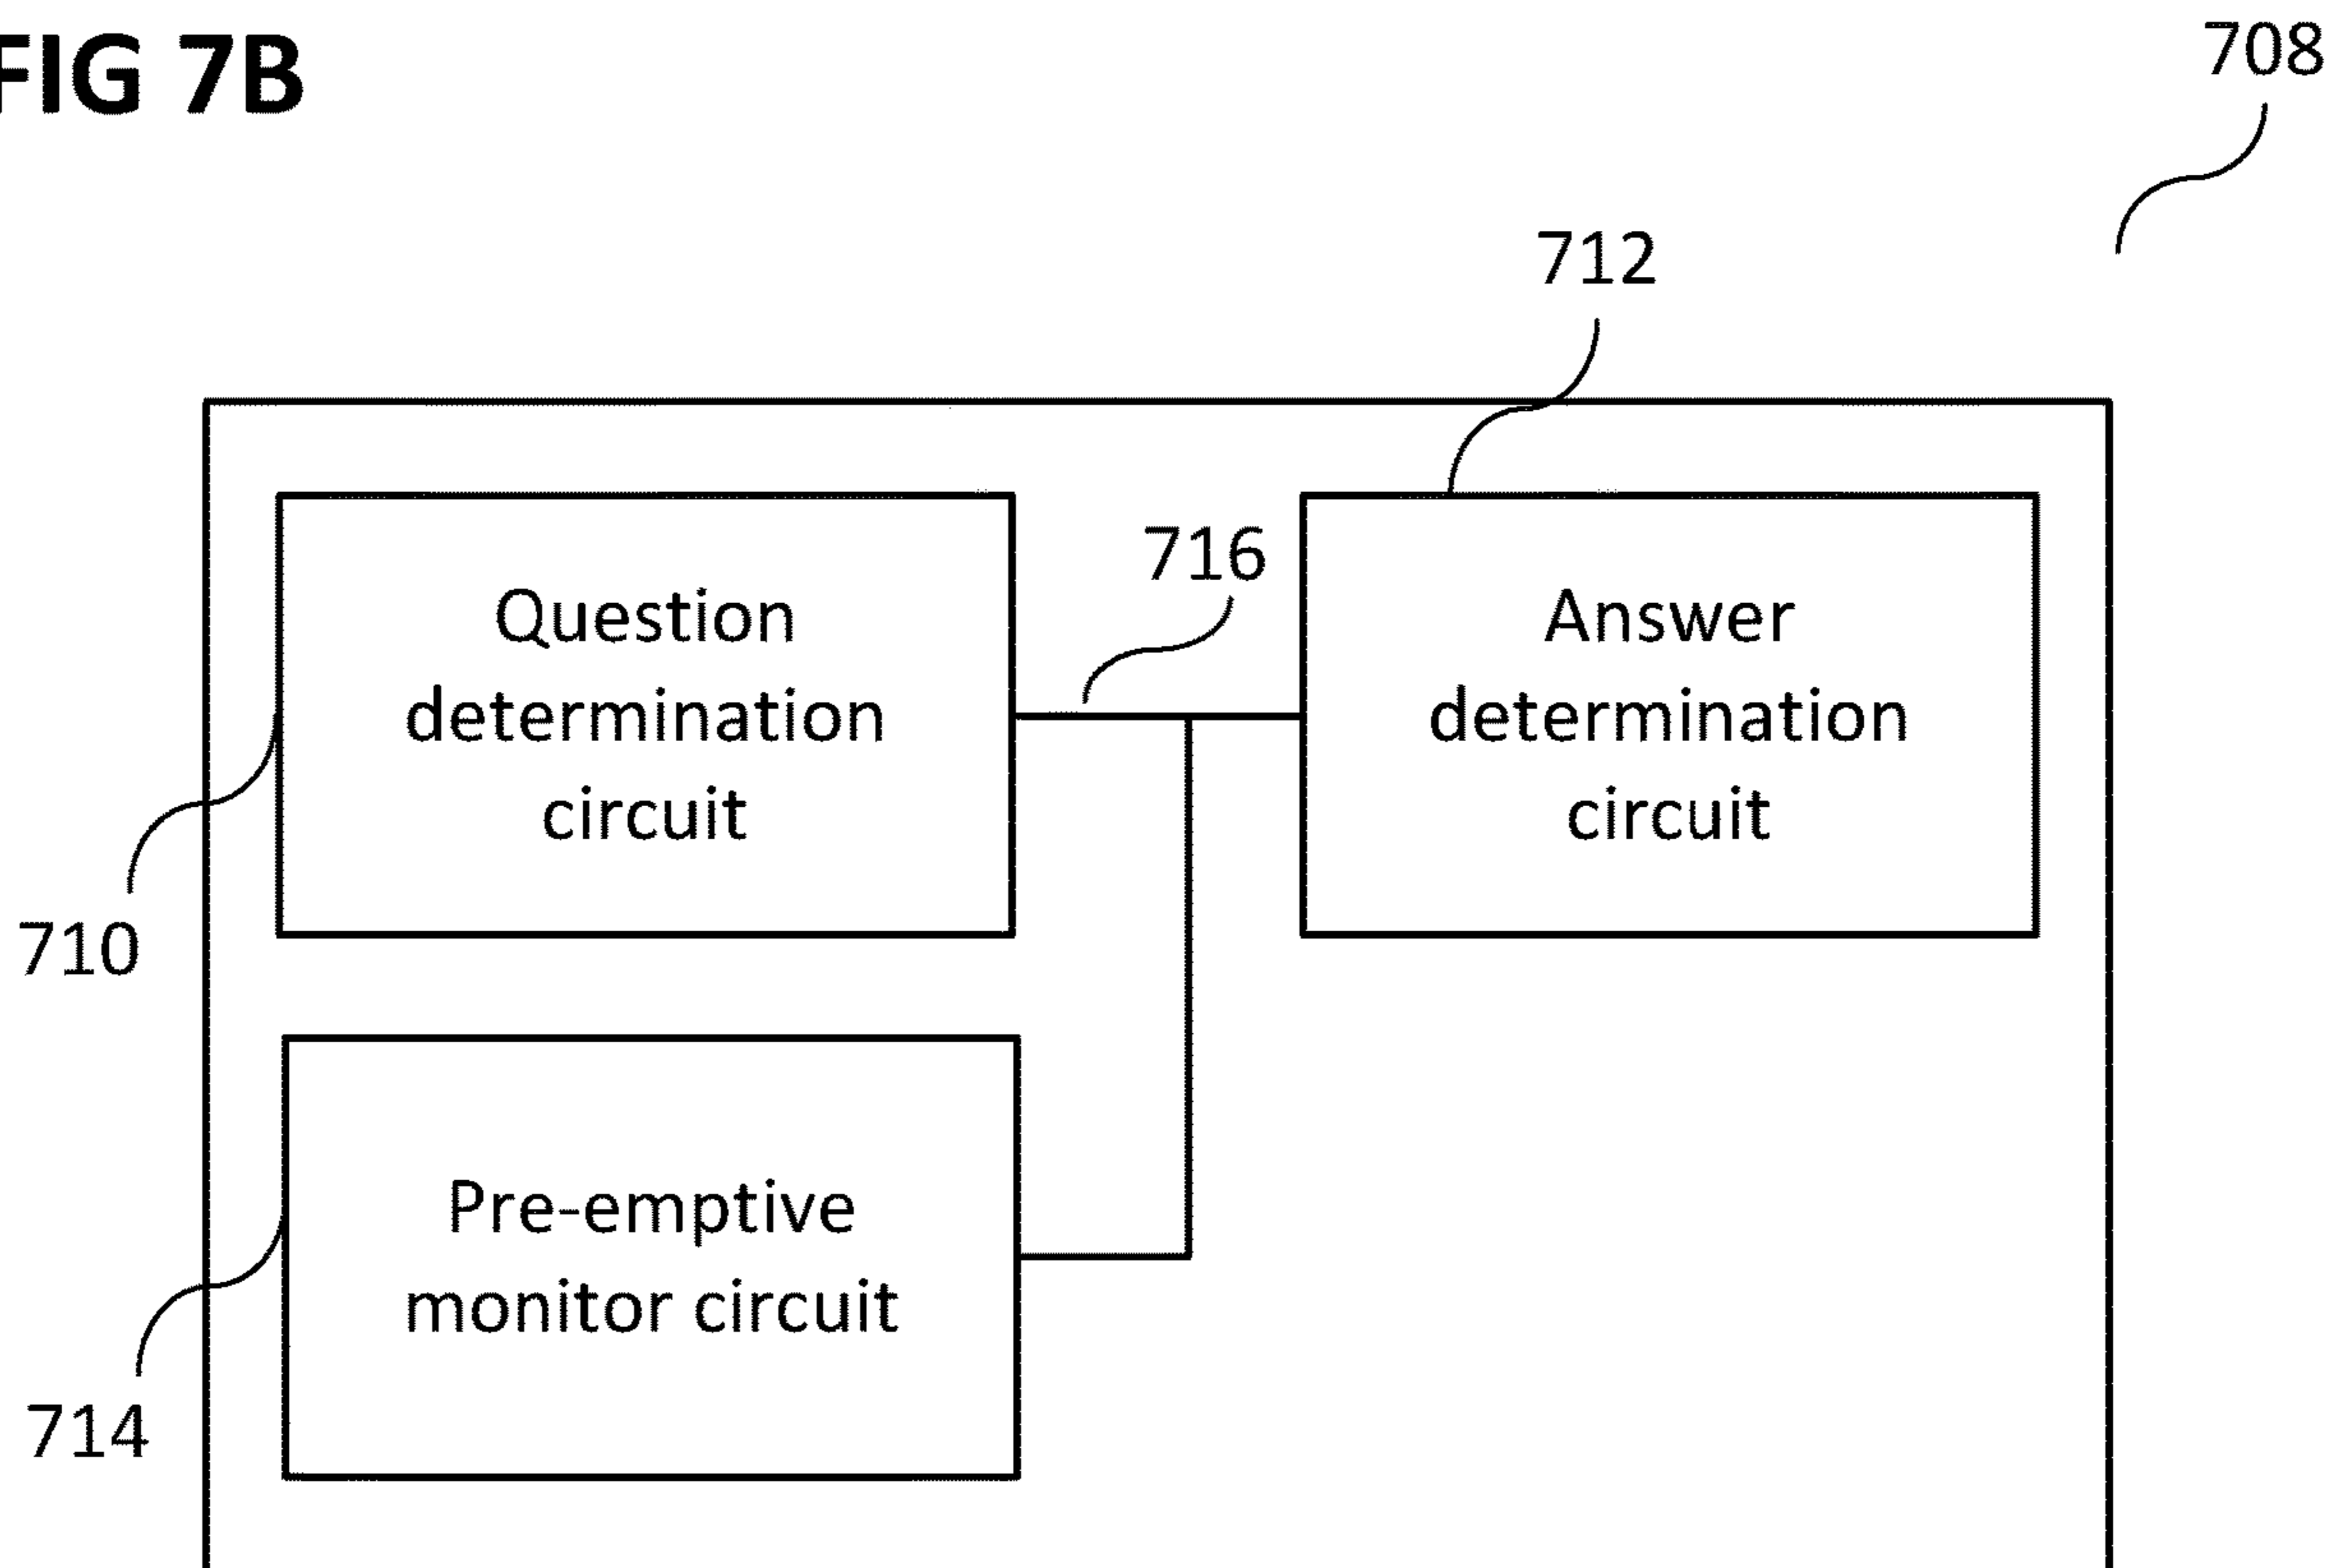 FIG 7B
708
712
716
Question
determination
circuit
Answer
determination
circuit
710
Pre-emptive
monitor circuit
714